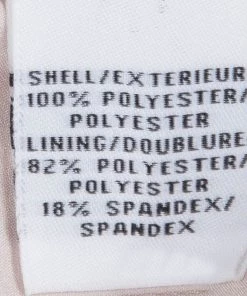 SHELL/EXTERIEUR
100% POLYESTER/
POLYESTER
LINING/DOUBLURE
82% POLYESTER/
POLYESTER
18% SPANDEX/
SPANDEX